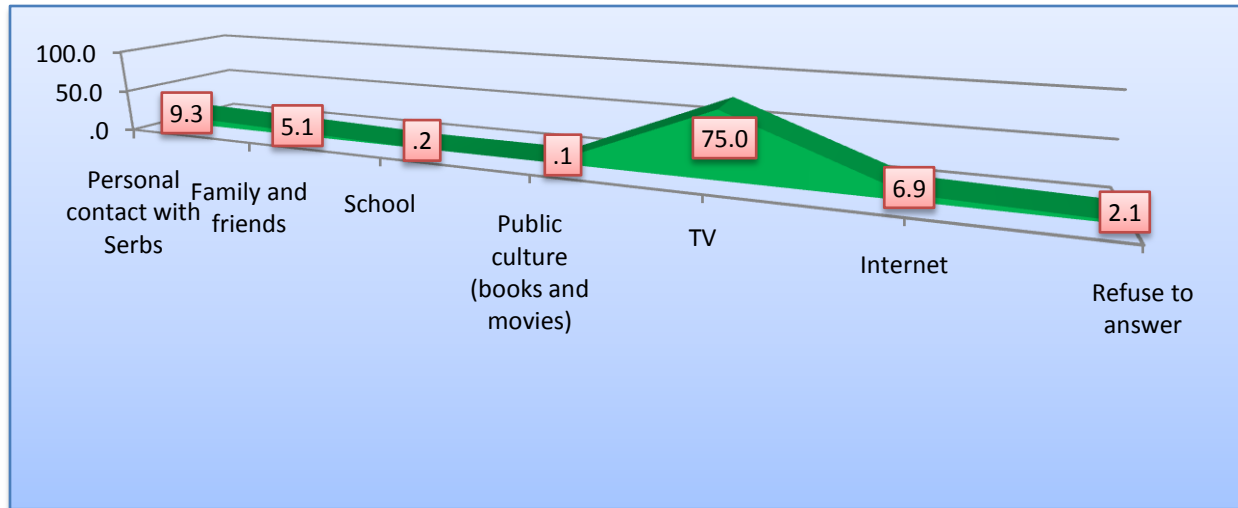 100.0
50.0
.0
9.3
5.1
.2
.1
75.0
6.9
2.1
Personal
contact with
Serbs
Family and
friends
School
Public
culture
(books and
movies)
TV
Internet
Refuse to
answer